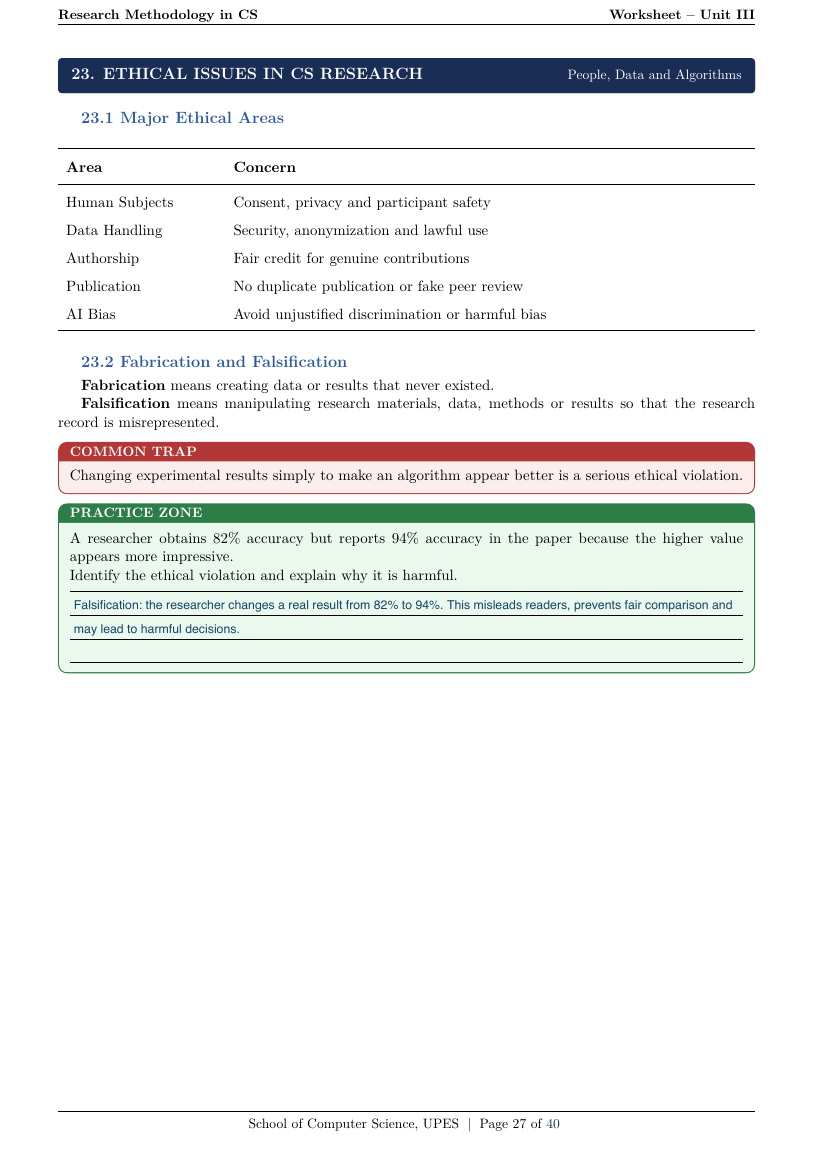 Research Methodology in CS Worksheet – Unit III
23. ETHICAL ISSUES IN CS RESEARCH People, Data and Algorithms
23.1 Major Ethical Areas
Area Concern
Human Subjects Consent, privacy and participant safety
Data Handling Security, anonymization and lawful use
Authorship Fair credit for genuine contributions
Publication No duplicate publication or fake peer review
AI Bias Avoid unjustified discrimination or harmful bias
23.2 Fabrication and Falsification
Fabrication means creating data or results that never existed.
Falsification means manipulating research materials, data, methods or results so that the research
record is misrepresented.
COMMON TRAP
Changing experimental results simply to make an algorithm appear better is a serious ethical violation.
PRACTICE ZONE
A researcher obtains 82% accuracy but reports 94% accuracy in the paper because the higher value
appears more impressive.
Identify the ethical violation and explain why it is harmful.
Falsification: the researcher changes a real result from 82% to 94%. This misleads readers, prevents fair comparison and
may lead to harmful decisions.
School of Computer Science, UPES | Page 27 of 40